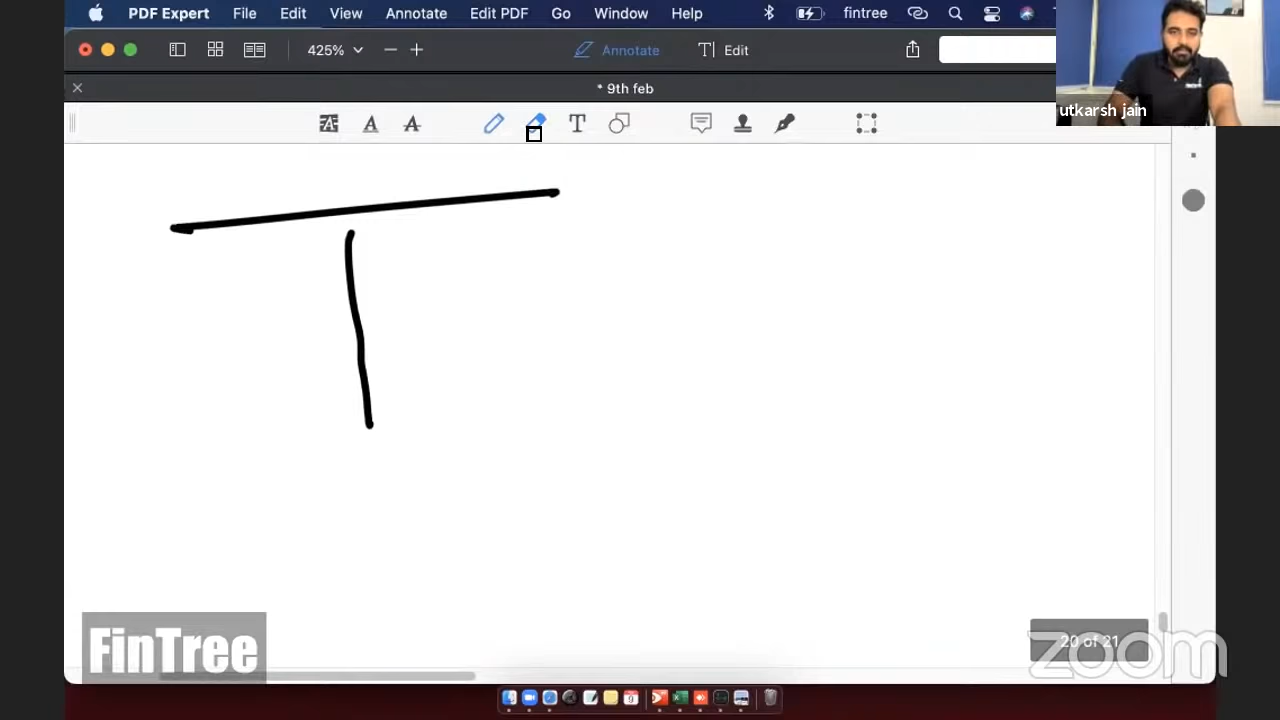 PDF Expert File Edit View Annotate Edit PDF Go Window Help fintree
425% Annotate T Edit
* 9th feb
utkarsh jain
A A A T
T
FinTree
20 of 21
zoom
9